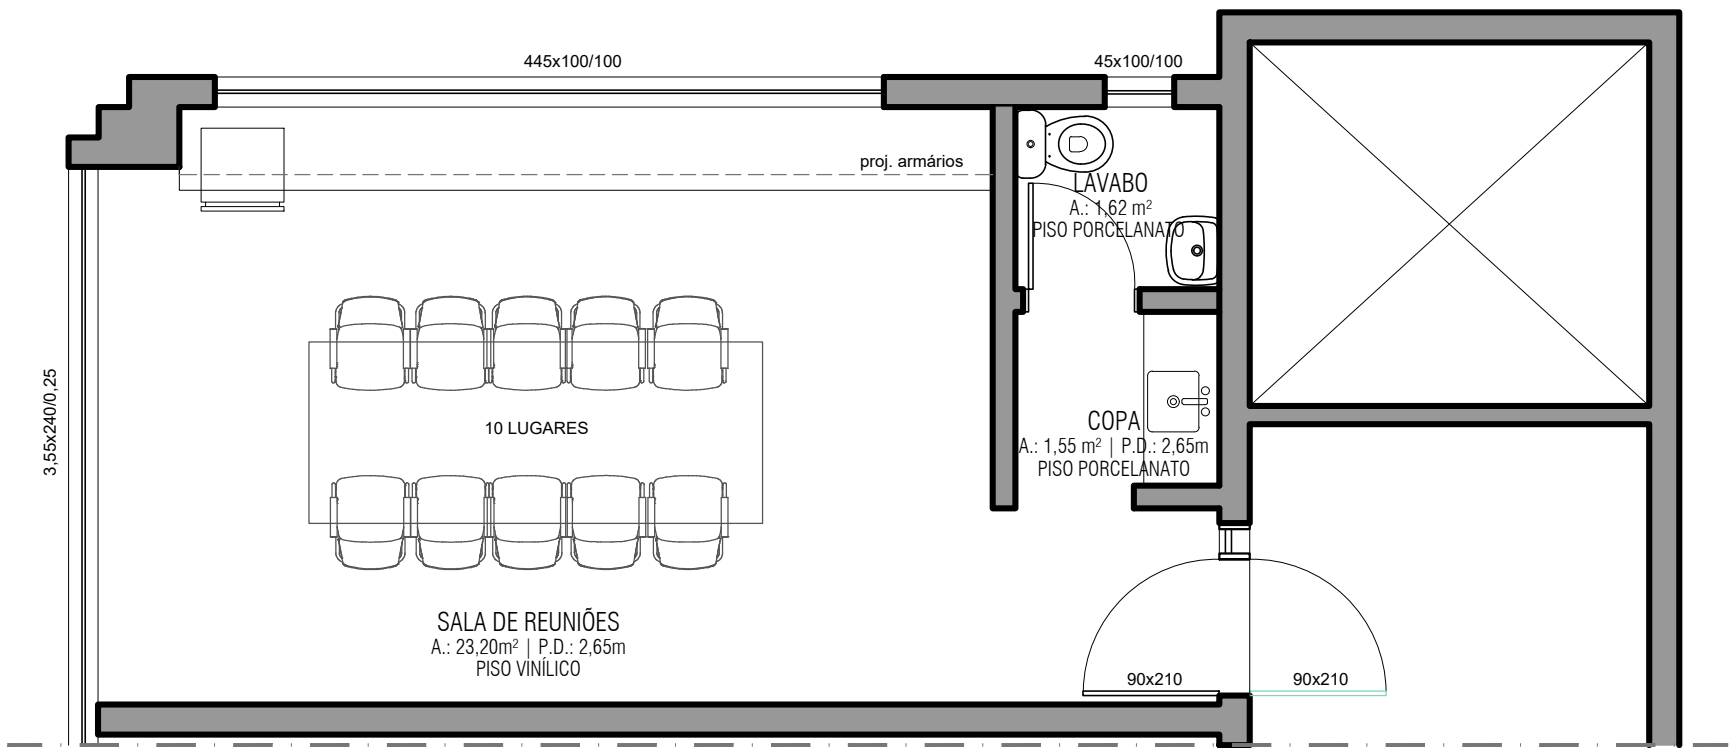 445x100/100
45x100/100
proj. armários
LAVABO
A.: 1,62 m²
PISO PORCELANATO
3,55x240/0,25
10 LUGARES
COPA
A.: 1,55 m² | P.D.: 2,65m
PISO PORCELANATO
SALA DE REUNIÕES
A.: 23,20m² | P.D.: 2,65m
PISO VINÍLICO
90x210
90x210